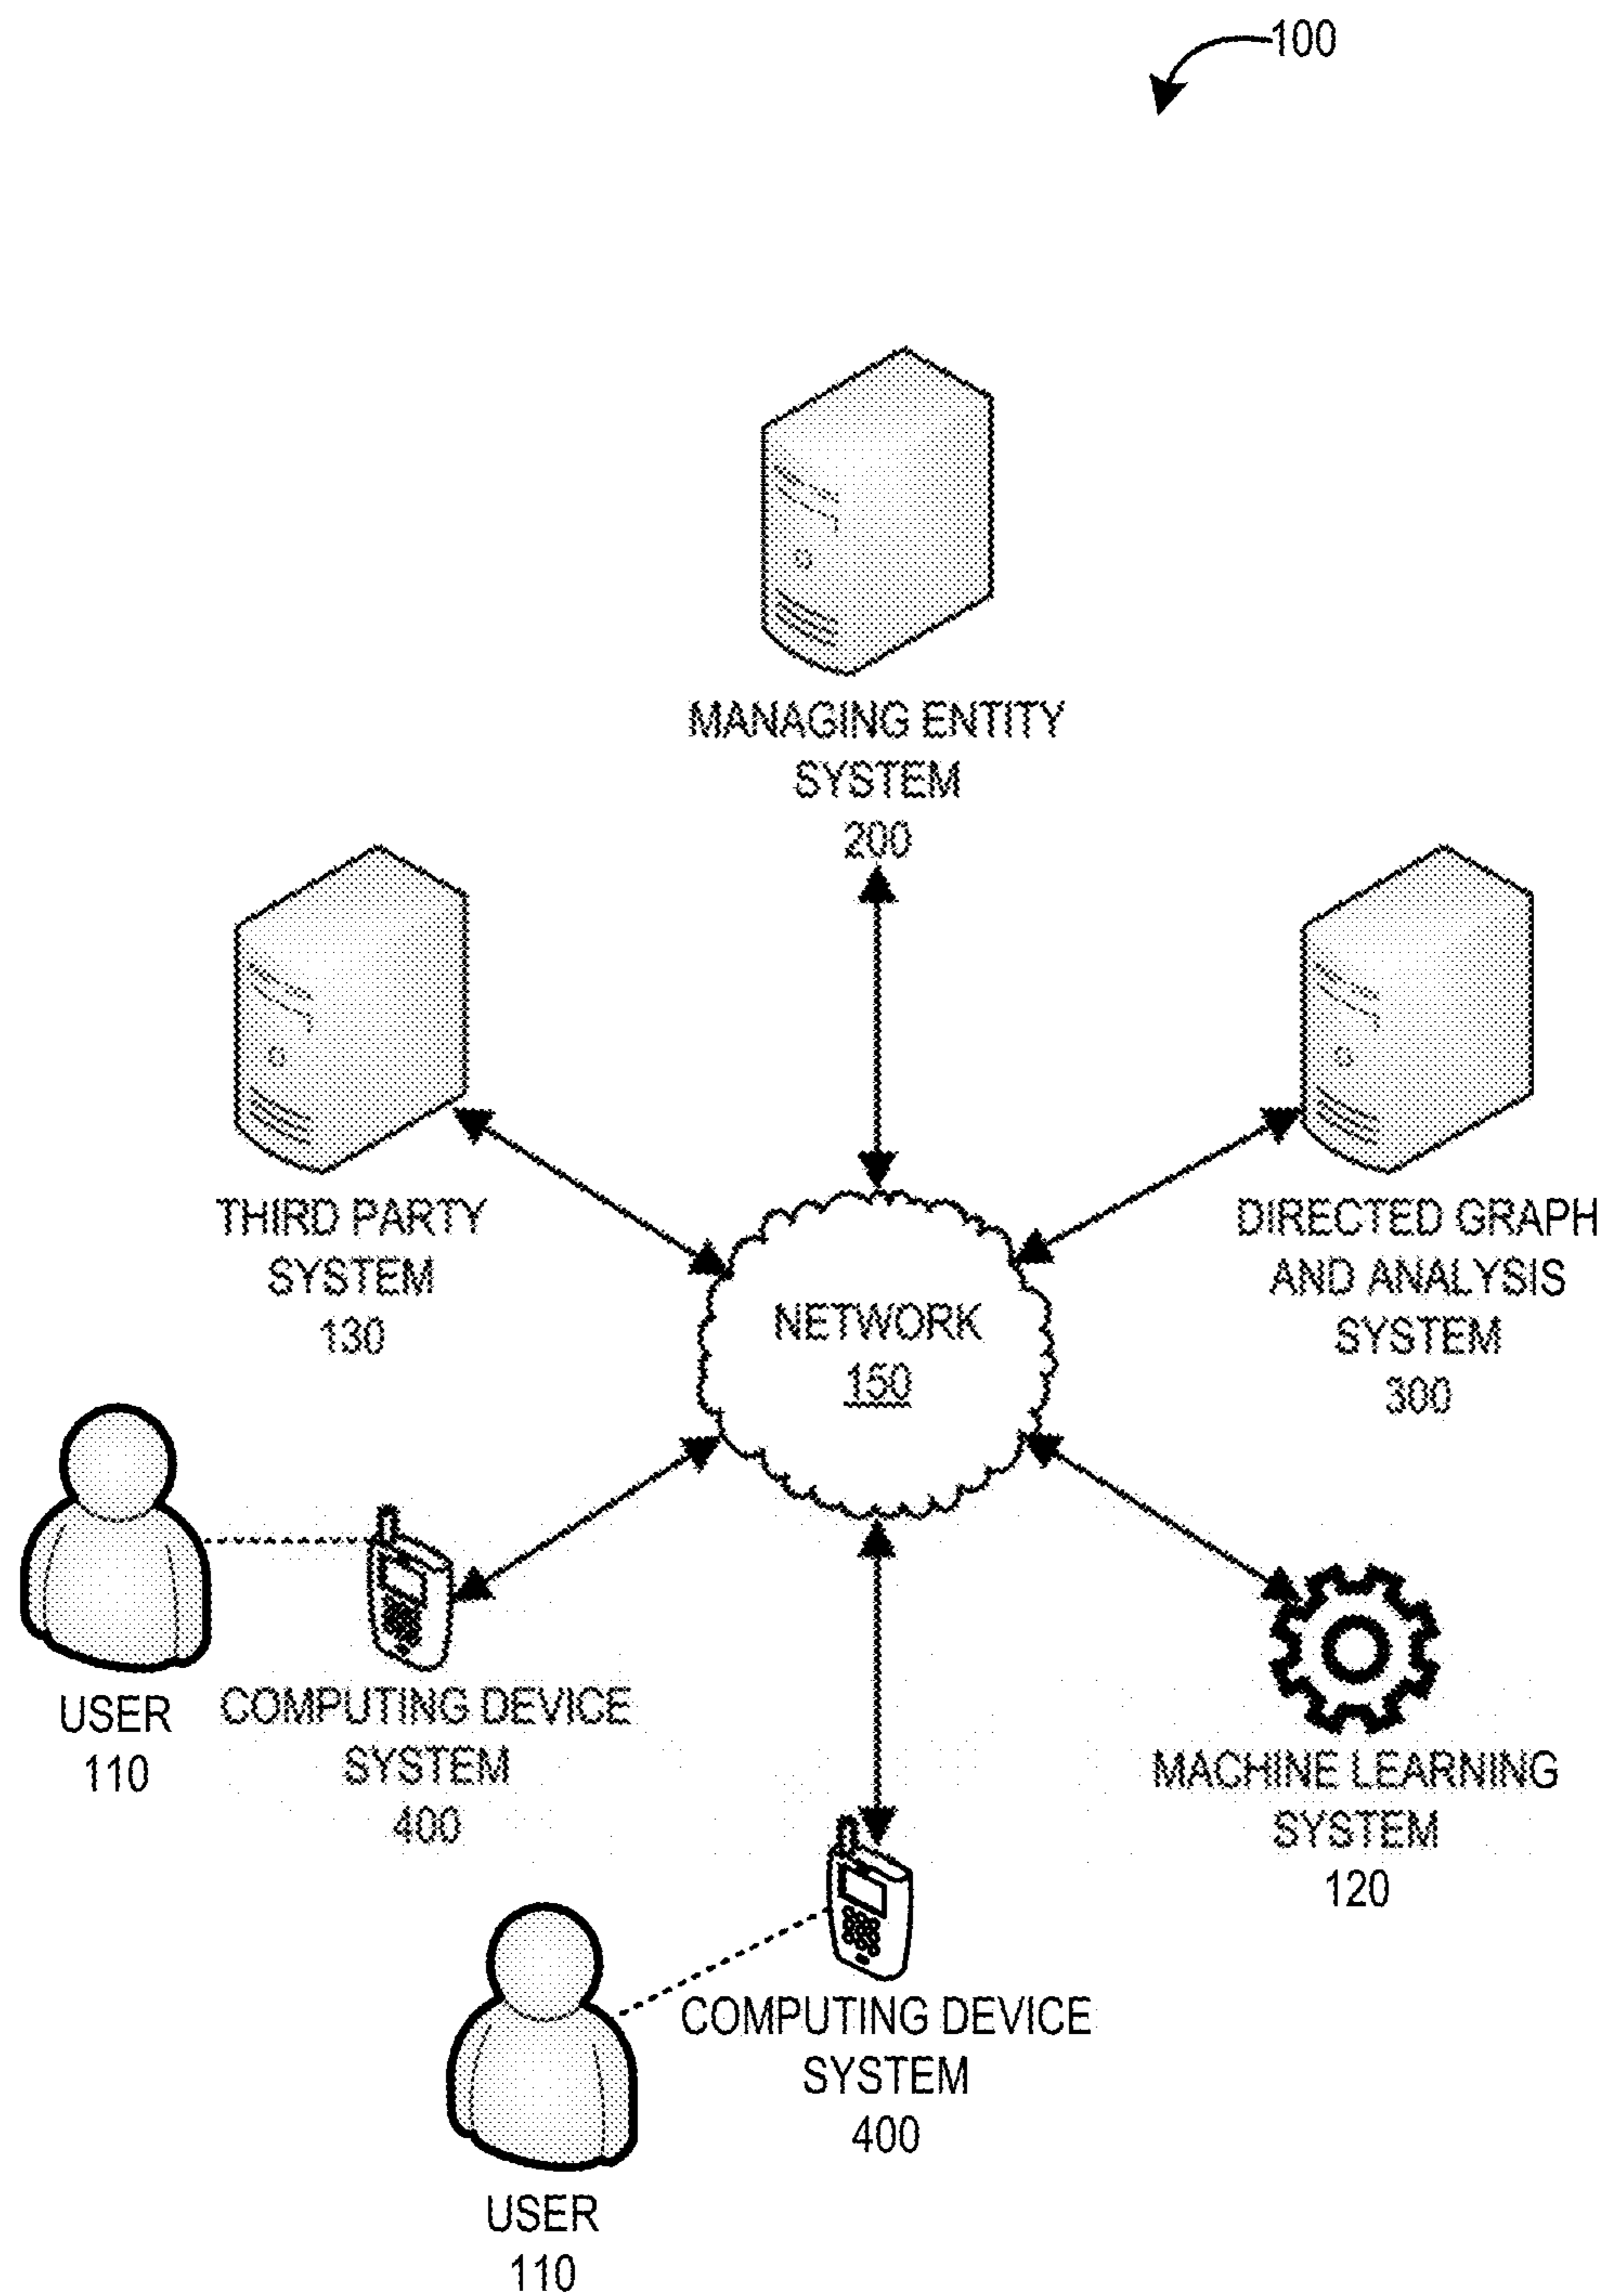 100
MANAGING ENTITY
SYSTEM
200
THIRD PARTY
SYSTEM
130
DIRECTED GRAPH
AND ANALYSIS
SYSTEM
300
NETWORK
150
USER
110
COMPUTING DEVICE
SYSTEM
400
MACHINE LEARNING
SYSTEM
120
COMPUTING DEVICE
SYSTEM
400
USER
110